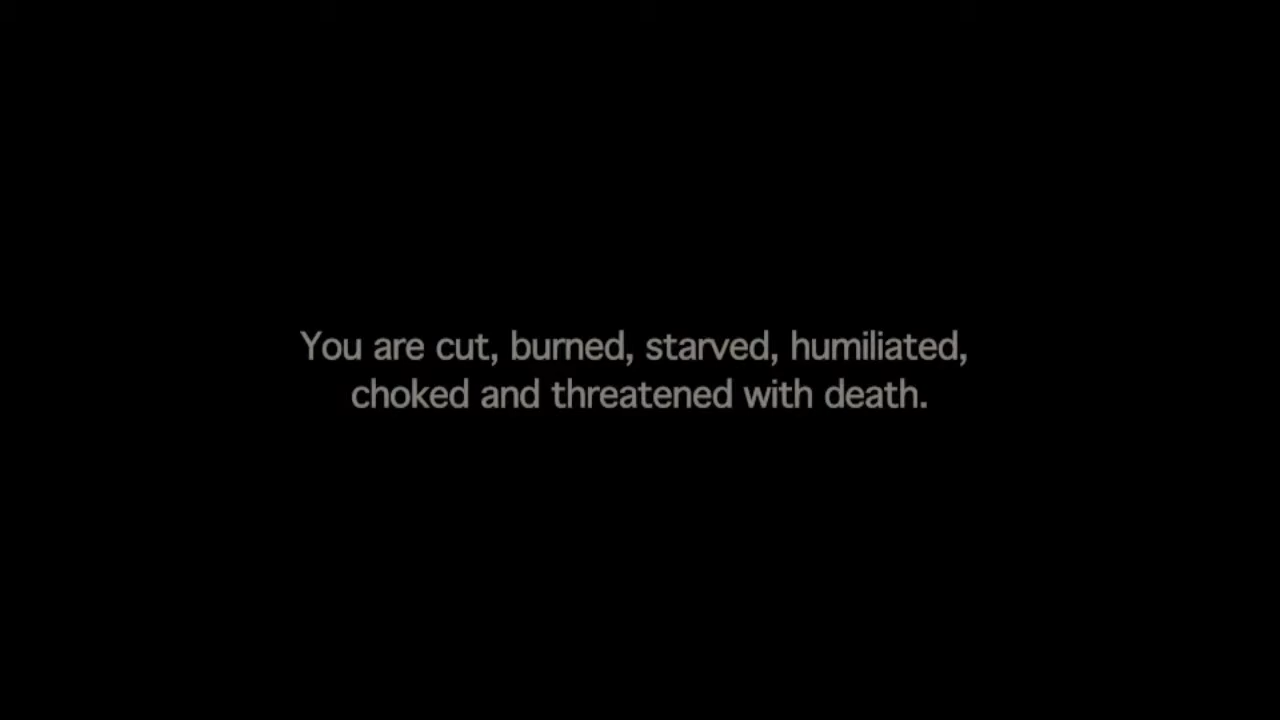 You are cut, burned, starved, humiliated,
choked and threatened with death.